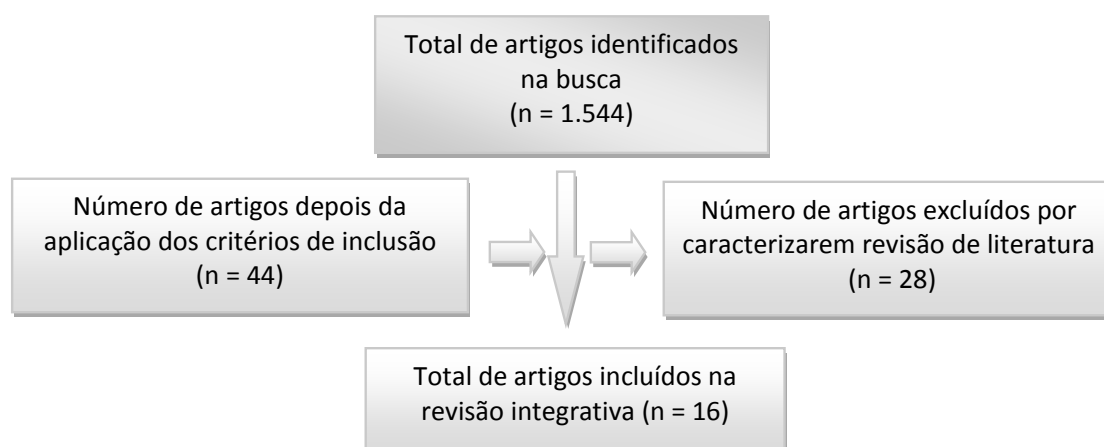 Total de artigos identificados
na busca
(n = 1.544)
Número de artigos depois da
aplicação dos critérios de inclusão
(n = 44)
Número de artigos excluídos por
caracterizarem revisão de literatura
(n = 28)
Total de artigos incluídos na
revisão integrativa (n = 16)